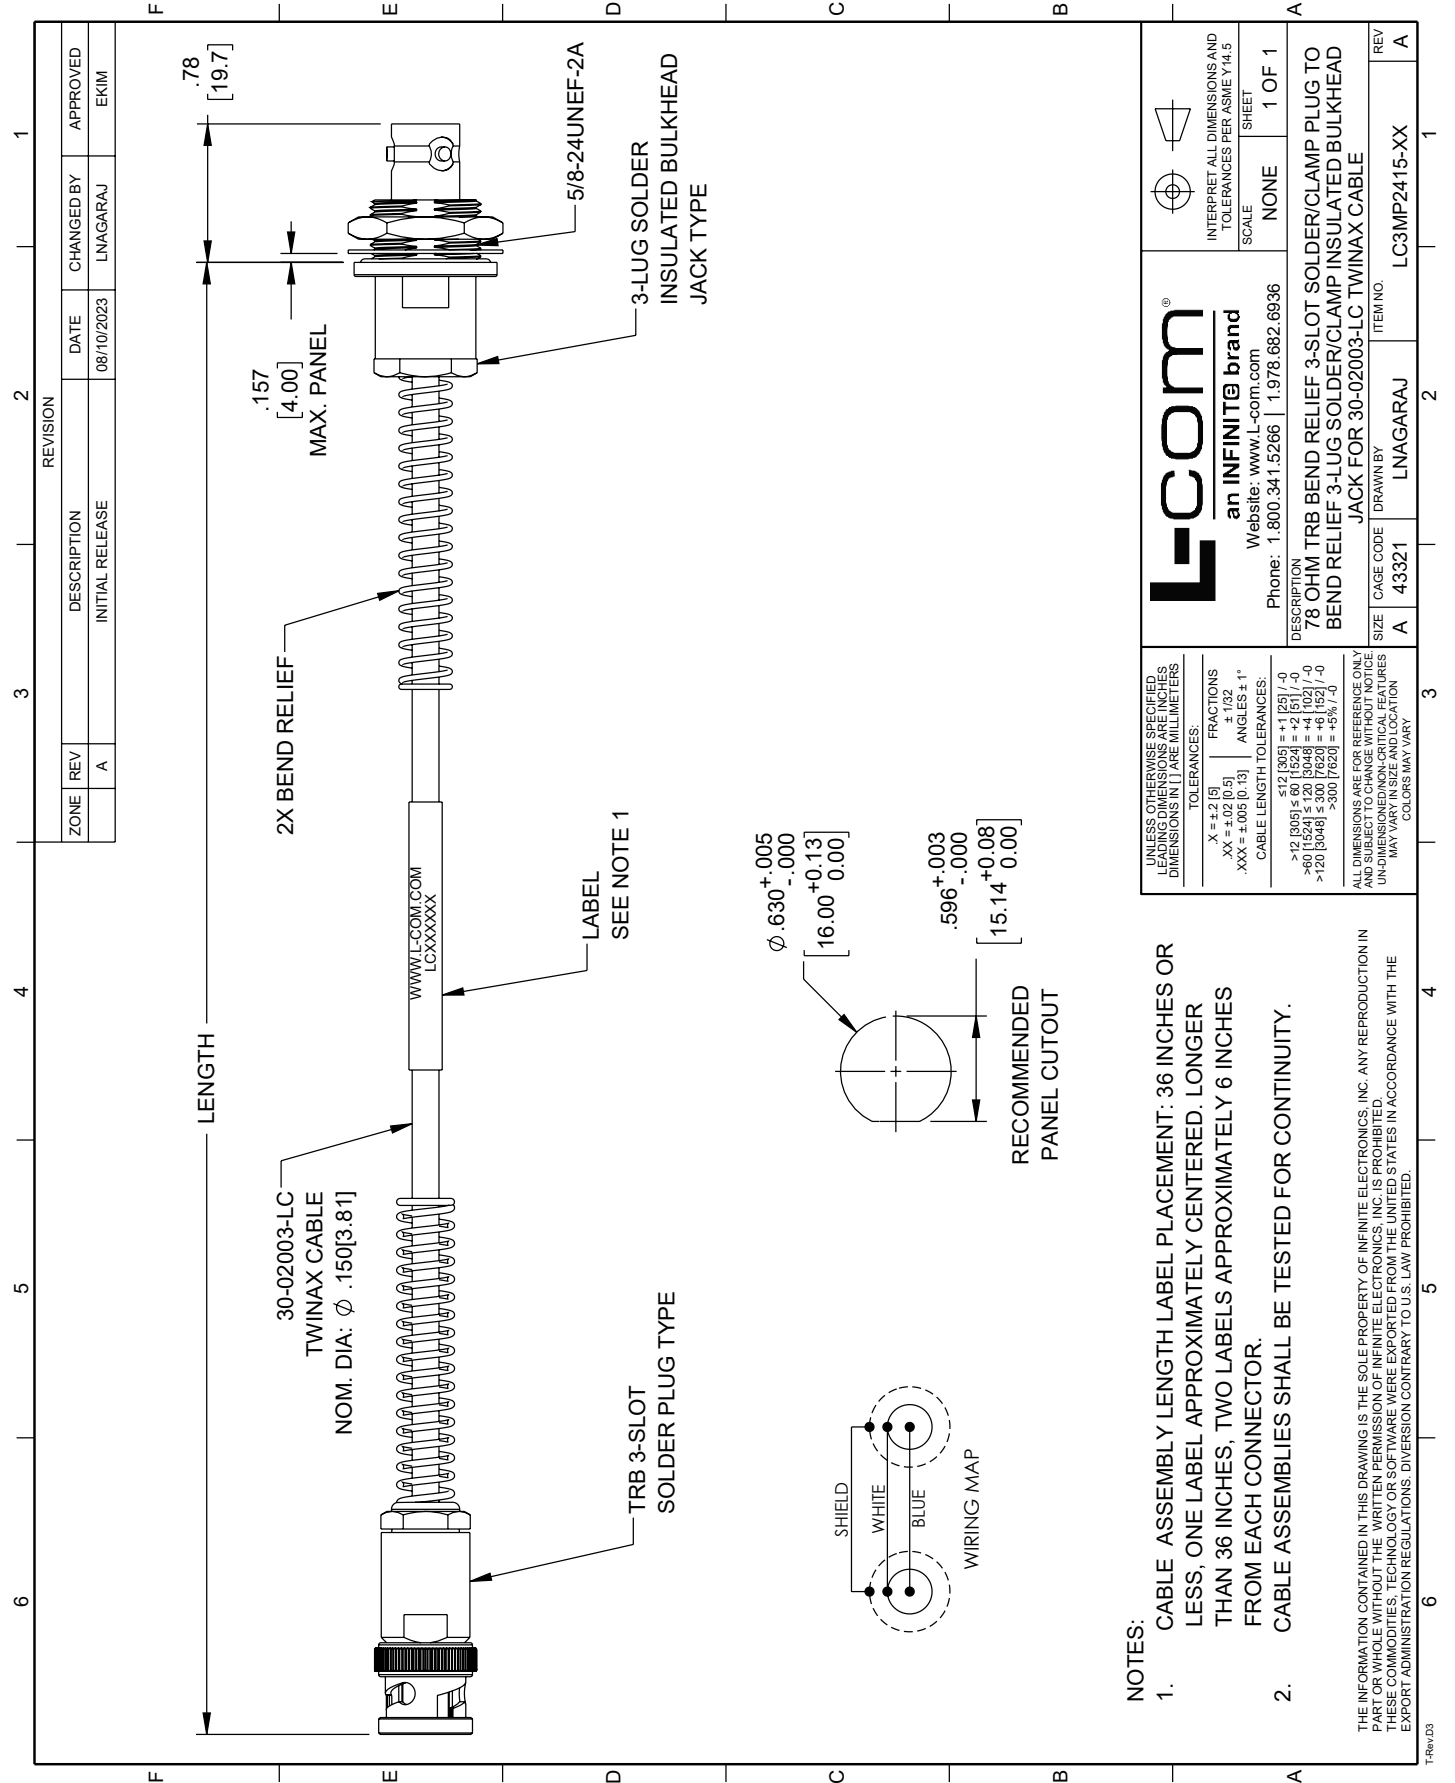 REVISION
ZONE REV DESCRIPTION DATE CHANGED BY APPROVED
A INITIAL RELEASE 08/10/2023 LNAGARAJ EKIM
6 5 4 3 2 1
F
E
D
C
B
A
LENGTH
.78
[19.7]
.157
[4.00]
MAX. PANEL
30-02003-LC
TWINAX CABLE
NOM. DIA: Ø .150[3.81]
2X BEND RELIEF
WWW.L-COM.COM
LCXXXXXX
5/8-24UNEF-2A
3-LUG SOLDER
INSULATED BULKHEAD
JACK TYPE
TRB 3-SLOT
SOLDER PLUG TYPE
LABEL
SEE NOTE 1
SHIELD
WHITE
BLUE
WIRING MAP
Ø .630 +.005 -.000
[16.00 +0.13 0.00]
.596 +.003 -.000
[15.14 +0.08 0.00]
RECOMMENDED
PANEL CUTOUT
NOTES:
1. CABLE ASSEMBLY LENGTH LABEL PLACEMENT: 36 INCHES OR
LESS, ONE LABEL APPROXIMATELY CENTERED. LONGER
THAN 36 INCHES, TWO LABELS APPROXIMATELY 6 INCHES
FROM EACH CONNECTOR.
2. CABLE ASSEMBLIES SHALL BE TESTED FOR CONTINUITY.
THE INFORMATION CONTAINED IN THIS DRAWING IS THE SOLE PROPERTY OF INFINITE ELECTRONICS, INC. ANY REPRODUCTION IN
PART OR WHOLE WITHOUT THE WRITTEN PERMISSION OF INFINITE ELECTRONICS, INC. IS PROHIBITED.
THESE COMMODITIES, TECHNOLOGY OR SOFTWARE WERE EXPORTED FROM THE UNITED STATES IN ACCORDANCE WITH THE
EXPORT ADMINISTRATION REGULATIONS. DIVERSION CONTRARY TO U.S. LAW PROHIBITED.
UNLESS OTHERWISE SPECIFIED
LEADING DIMENSIONS ARE INCHES
DIMENSIONS IN [ ] ARE MILLIMETERS
TOLERANCES:
.X = ±.2 [5] FRACTIONS
.XX = ±.02 [0.5] ± 1/32
.XXX = ±.005 [0.13] ANGLES ± 1°
CABLE LENGTH TOLERANCES:
≤12 [305] = +1 [25] / -0
>12 [305] ≤ 60 [1524] = +2 [51] / -0
>60 [1524] ≤ 120 [3048] = +4 [102] / -0
>120 [3048] ≤ 300 [7620] = +6 [152] / -0
>300 [7620] = +5% / -0
ALL DIMENSIONS ARE FOR REFERENCE ONLY
AND SUBJECT TO CHANGE WITHOUT NOTICE.
UN-DIMENSIONED/NON-CRITICAL FEATURES
MAY VARY IN SIZE AND LOCATION
COLORS MAY VARY
L-com®
an INFINITE brand
Website: www.L-com.com
Phone: 1.800.341.5266 | 1.978.682.6936
INTERPRET ALL DIMENSIONS AND
TOLERANCES PER ASME Y14.5
SCALE NONE SHEET 1 OF 1
DESCRIPTION
78 OHM TRB BEND RELIEF 3-SLOT SOLDER/CLAMP PLUG TO
BEND RELIEF 3-LUG SOLDER/CLAMP INSULATED BULKHEAD
JACK FOR 30-02003-LC TWINAX CABLE
SIZE A CAGE CODE 43321 DRAWN BY LNAGARAJ ITEM NO. LC3MP2415-XX REV A
6 5 4 3 2 1
F
E
D
C
B
A
T-Rev.D3